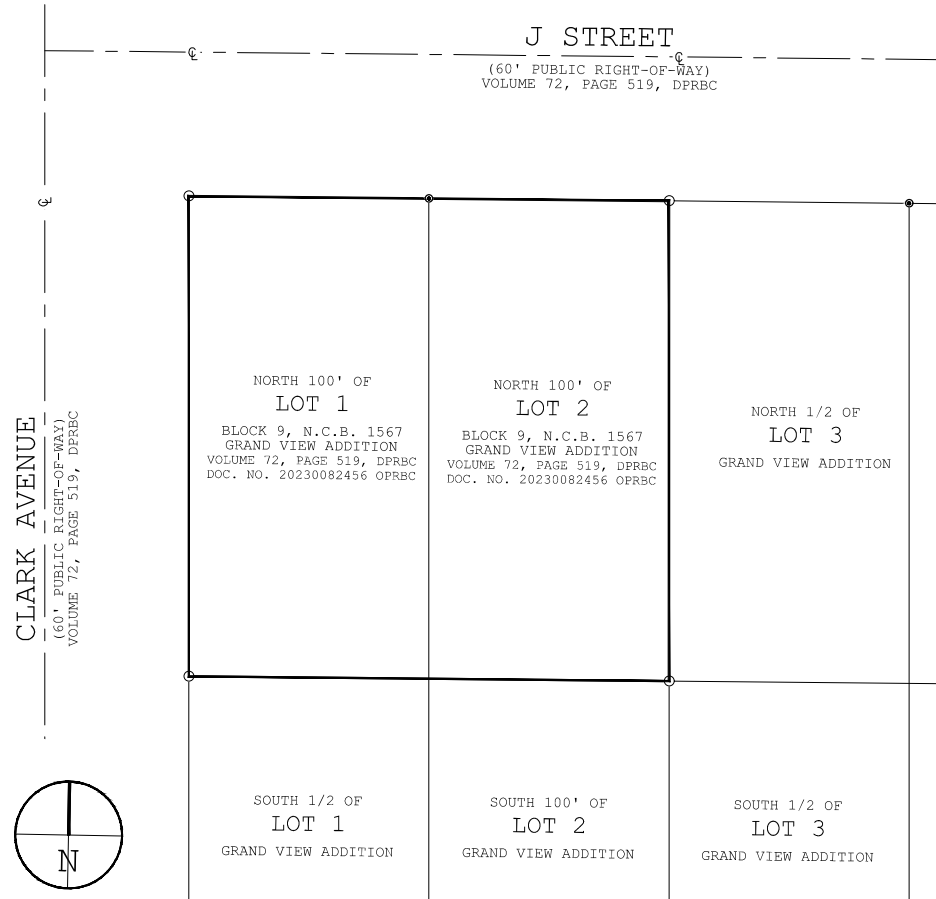 J STREET
(60' PUBLIC RIGHT-OF-WAY)
VOLUME 72, PAGE 519, DPRBC
CLARK AVENUE
(60' PUBLIC RIGHT-OF-WAY)
VOLUME 72, PAGE 519, DPRBC
NORTH 100' OF
LOT 1
BLOCK 9, N.C.B. 1567
GRAND VIEW ADDITION
VOLUME 72, PAGE 519, DPRBC
DOC. NO. 20230082456 OPRBC
NORTH 100' OF
LOT 2
BLOCK 9, N.C.B. 1567
GRAND VIEW ADDITION
VOLUME 72, PAGE 519, DPRBC
DOC. NO. 20230082456 OPRBC
NORTH 1/2 OF
LOT 3
GRAND VIEW ADDITION
SOUTH 1/2 OF
LOT 1
GRAND VIEW ADDITION
SOUTH 100' OF
LOT 2
GRAND VIEW ADDITION
SOUTH 1/2 OF
LOT 3
GRAND VIEW ADDITION
N